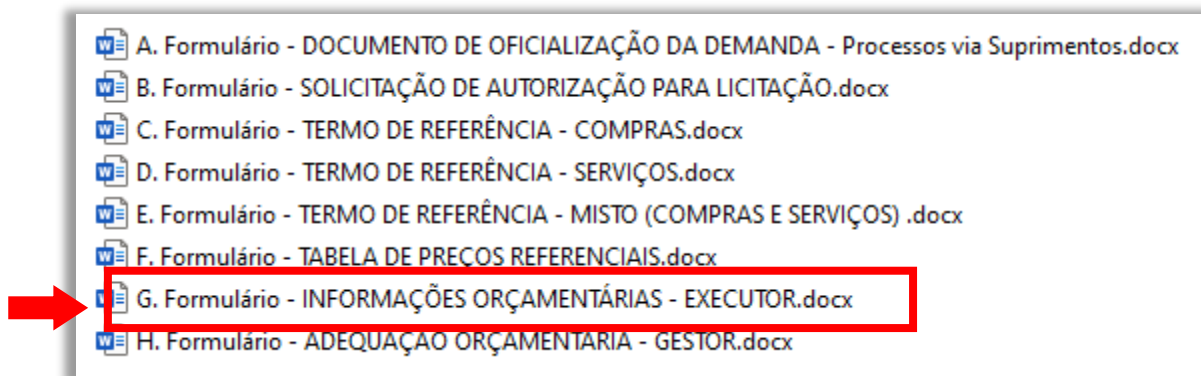 A. Formulário - DOCUMENTO DE OFICIALIZAÇÃO DA DEMANDA - Processos via Suprimentos.docx
B. Formulário - SOLICITAÇÃO DE AUTORIZAÇÃO PARA LICITAÇÃO.docx
C. Formulário - TERMO DE REFERÊNCIA - COMPRAS.docx
D. Formulário - TERMO DE REFERÊNCIA - SERVIÇOS.docx
E. Formulário - TERMO DE REFERÊNCIA - MISTO (COMPRAS E SERVIÇOS) .docx
F. Formulário - TABELA DE PREÇOS REFERENCIAIS.docx
G. Formulário - INFORMAÇÕES ORÇAMENTÁRIAS - EXECUTOR.docx
H. Formulário - ADEQUAÇÃO ORÇAMENTÁRIA - GESTOR.docx